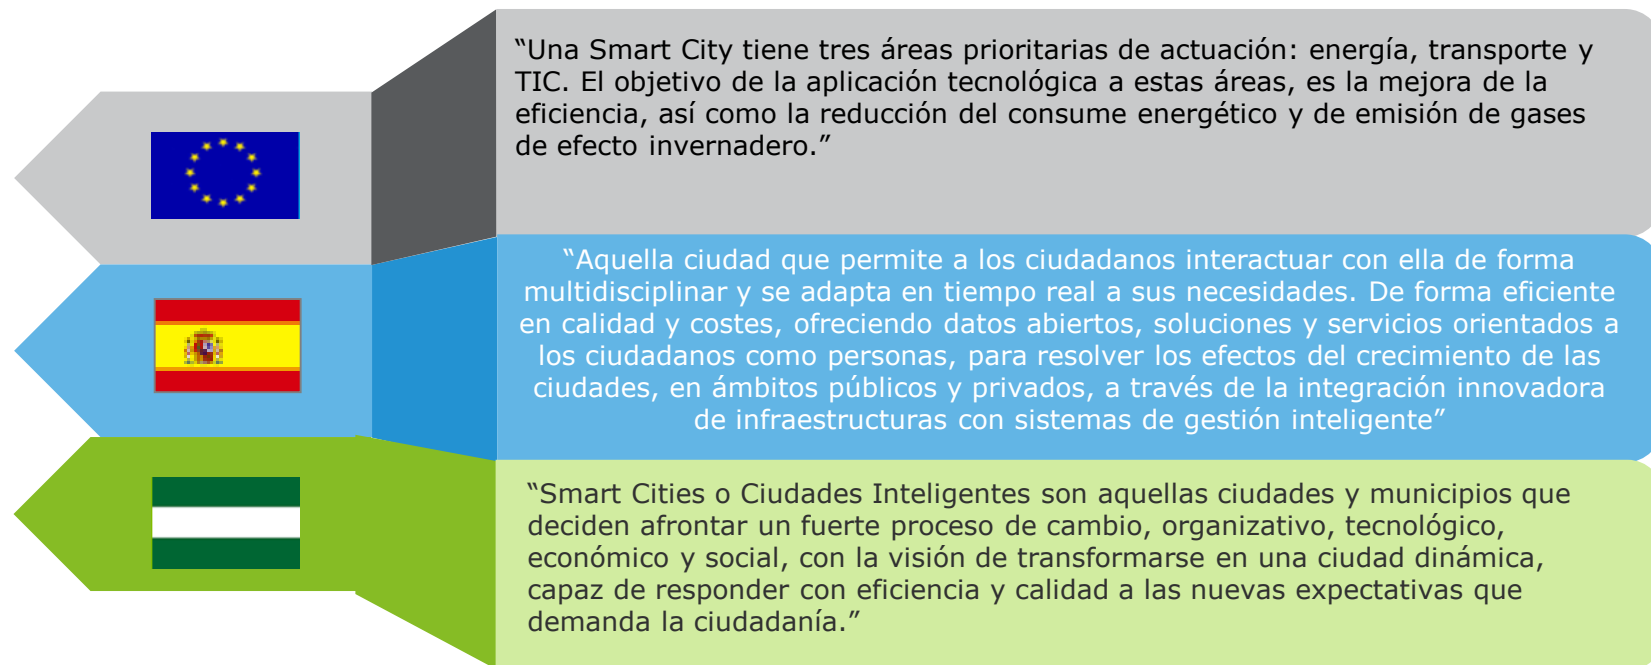 “Una Smart City tiene tres áreas prioritarias de actuación: energía, transporte y
TIC. El objetivo de la aplicación tecnológica a estas áreas, es la mejora de la
eficiencia, así como la reducción del consume energético y de emisión de gases
de efecto invernadero.”
“Aquella ciudad que permite a los ciudadanos interactuar con ella de forma
multidisciplinar y se adapta en tiempo real a sus necesidades. De forma eficiente
en calidad y costes, ofreciendo datos abiertos, soluciones y servicios orientados a
los ciudadanos como personas, para resolver los efectos del crecimiento de las
ciudades, en ámbitos públicos y privados, a través de la integración innovadora
de infraestructuras con sistemas de gestión inteligente”
“Smart Cities o Ciudades Inteligentes son aquellas ciudades y municipios que
deciden afrontar un fuerte proceso de cambio, organizativo, tecnológico,
económico y social, con la visión de transformarse en una ciudad dinámica,
capaz de responder con eficiencia y calidad a las nuevas expectativas que
demanda la ciudadanía.”